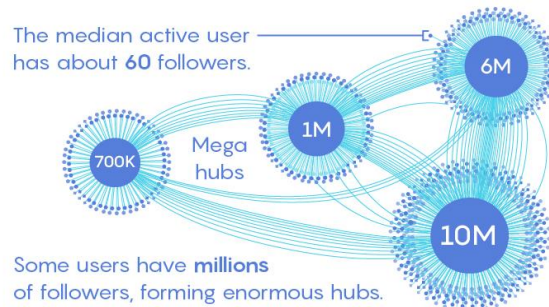 The median active user
has about 60 followers.
6M
1M
700K
Mega
hubs
10M
Some users have millions
of followers, forming enormous hubs.